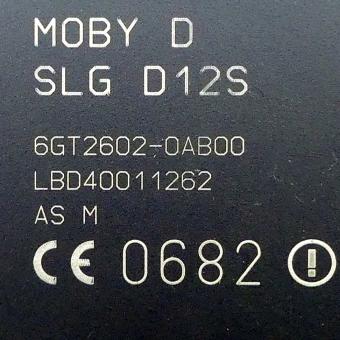 MOBY D
SLG D12S
6GT2602-0AB00
LBD40011262
AS M
CE 0682 !